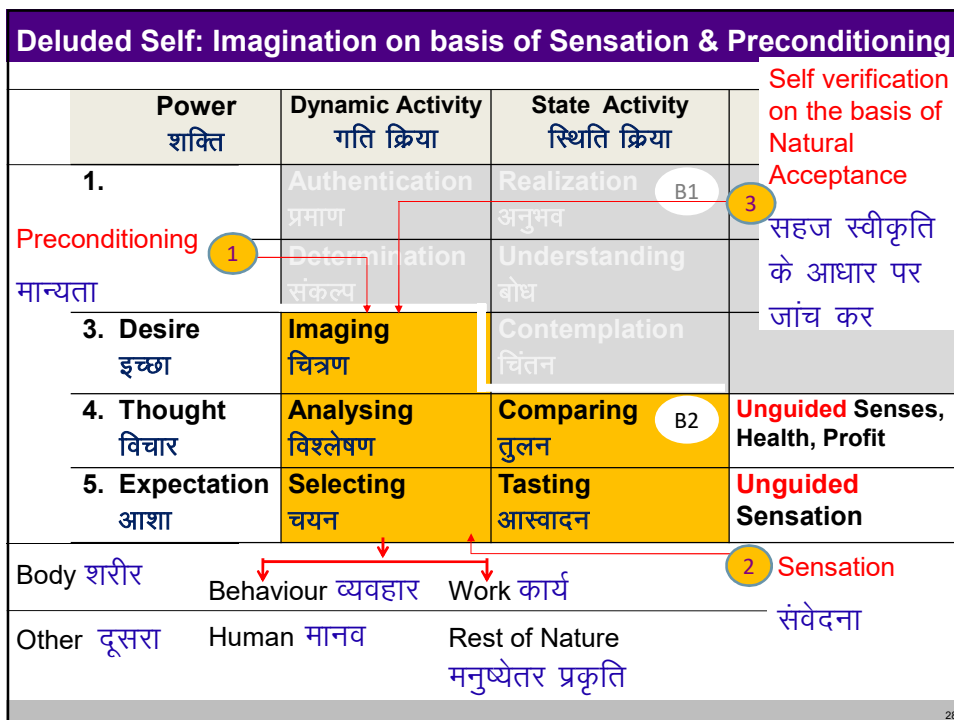 Deluded Self: Imagination on basis of Sensation & Preconditioning
Self verification
on the basis of
Natural
Acceptance
सहज स्वीकृति
के आधार पर
जांच कर
Power
शक्ति
Dynamic Activity
गति क्रिया
State Activity
स्थिति क्रिया
1.
Authentication
प्रमाण
Realization
अनुभव
B1
3
Preconditioning
मान्यता
1
Determination
संकल्प
Understanding
बोध
3. Desire
इच्छा
Imaging
चित्रण
Contemplation
चिंतन
4. Thought
विचार
Analysing
विश्लेषण
Comparing
तुलन
B2
Unguided Senses,
Health, Profit
5. Expectation
आशा
Selecting
चयन
Tasting
आस्वादन
Unguided
Sensation
Body शरीर
Behaviour व्यवहार
Work कार्य
2
Sensation
संवेदना
Other दूसरा
Human मानव
Rest of Nature
मनुष्येतर प्रकृति